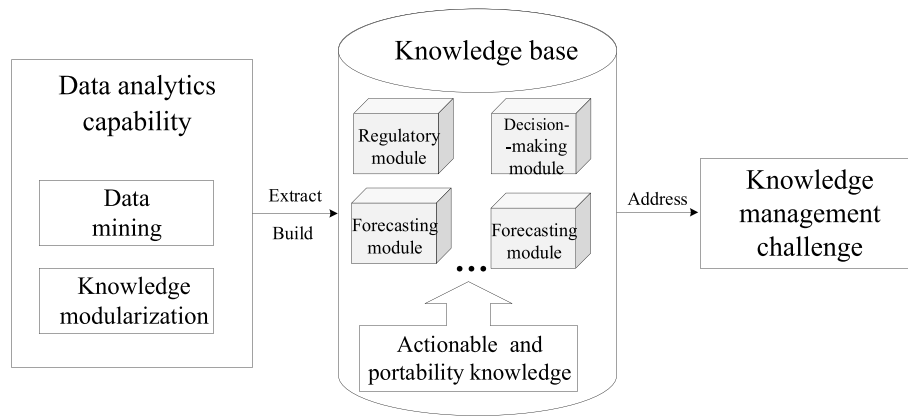 Data analytics
capability
Data
mining
Knowledge
modularization
Extract
Build
Knowledge base
Regulatory
module
Decision-
-making
module
Forecasting
module
Forecasting
module
...
Actionable and
portability knowledge
Address
Knowledge
management
challenge